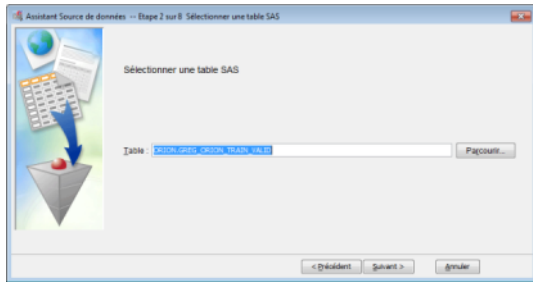 Assistant Source de données -- Etape 2 sur 8 Sélectionner une table SAS
Sélectionner une table SAS
Table : ORION.GREG_ORION_TRAIN_VALID
Parcourir...
< Précédent
Suivant >
Annuler